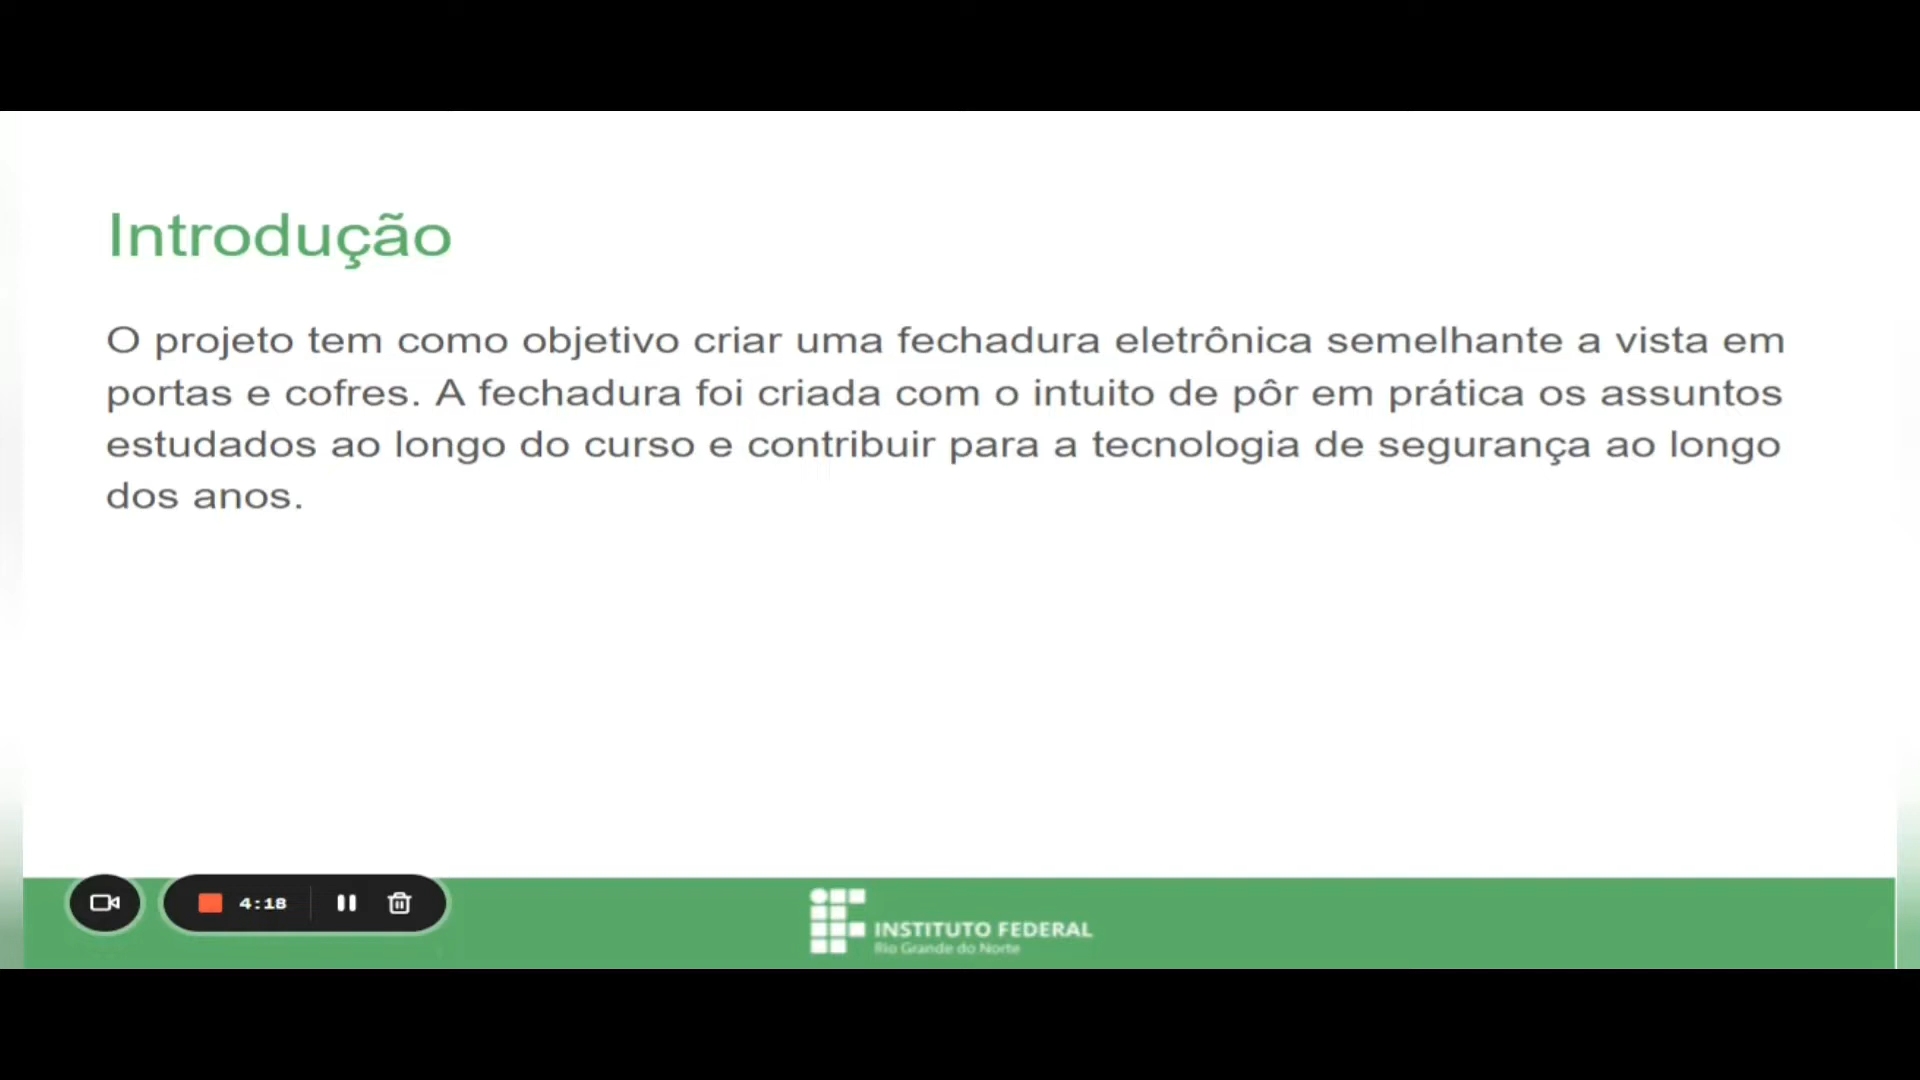 Introdução
O projeto tem como objetivo criar uma fechadura eletrônica semelhante a vista em
portas e cofres. A fechadura foi criada com o intuito de pôr em prática os assuntos
estudados ao longo do curso e contribuir para a tecnologia de segurança ao longo
dos anos.
4:18
INSTITUTO FEDERAL
Rio Grande do Norte